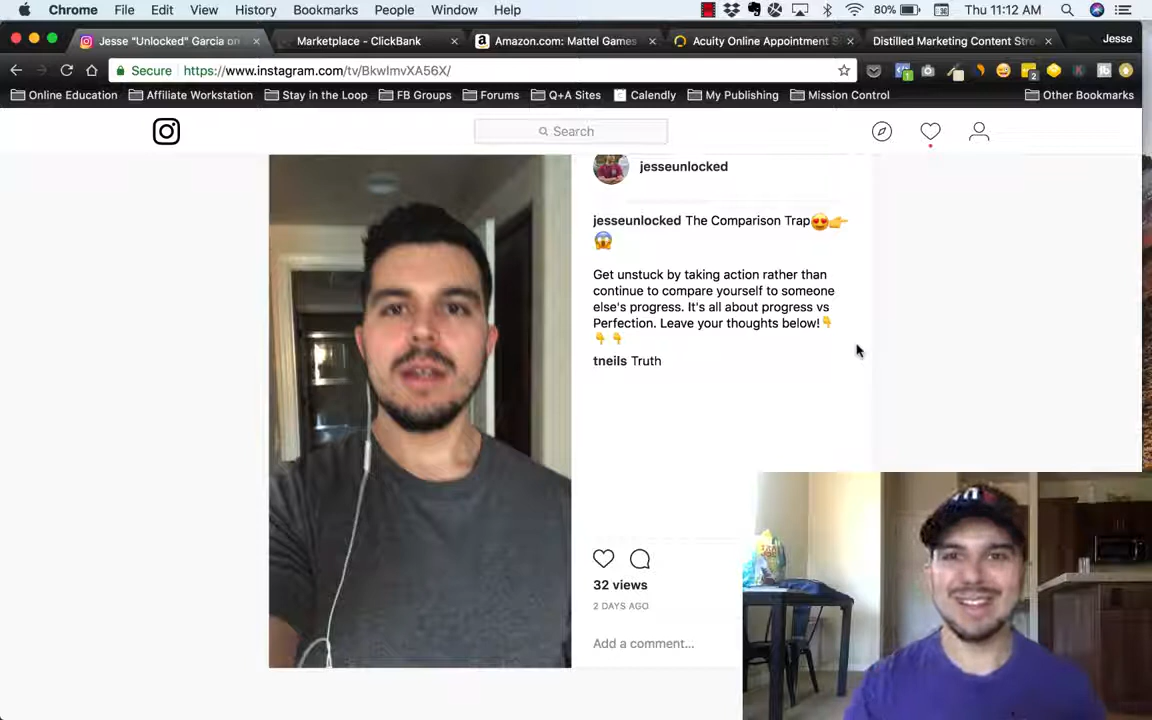 Chrome File Edit View History Bookmarks People Window Help 80% Thu 11:12 AM
Jesse "Unlocked" Garcia on Marketplace - ClickBank Amazon.com: Mattel Games Acuity Online Appointment S Distilled Marketing Content Stre Jesse
Secure https://www.instagram.com/tv/BkwImvXA56X/
Online Education Affiliate Workstation Stay in the Loop FB Groups Forums Q+A Sites Calendly My Publishing Mission Control Other Bookmarks
Search
jesseunlocked
jesseunlocked The Comparison Trap😍👉
😱
Get unstuck by taking action rather than
continue to compare yourself to someone
else's progress. It's all about progress vs
Perfection. Leave your thoughts below!👇
👇 👇
tneils Truth
32 views
2 DAYS AGO
Add a comment...